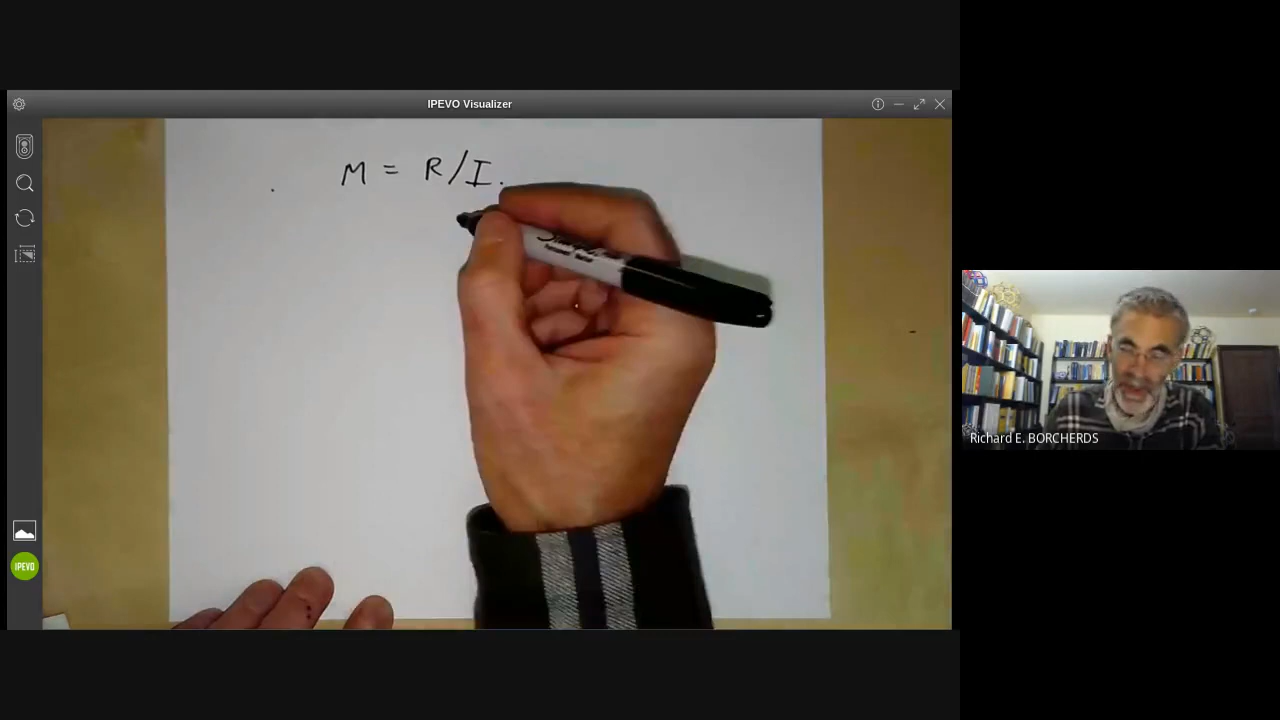 IPEVO Visualizer
M = R/I.
IPEVO
Richard E. BORCHERDS